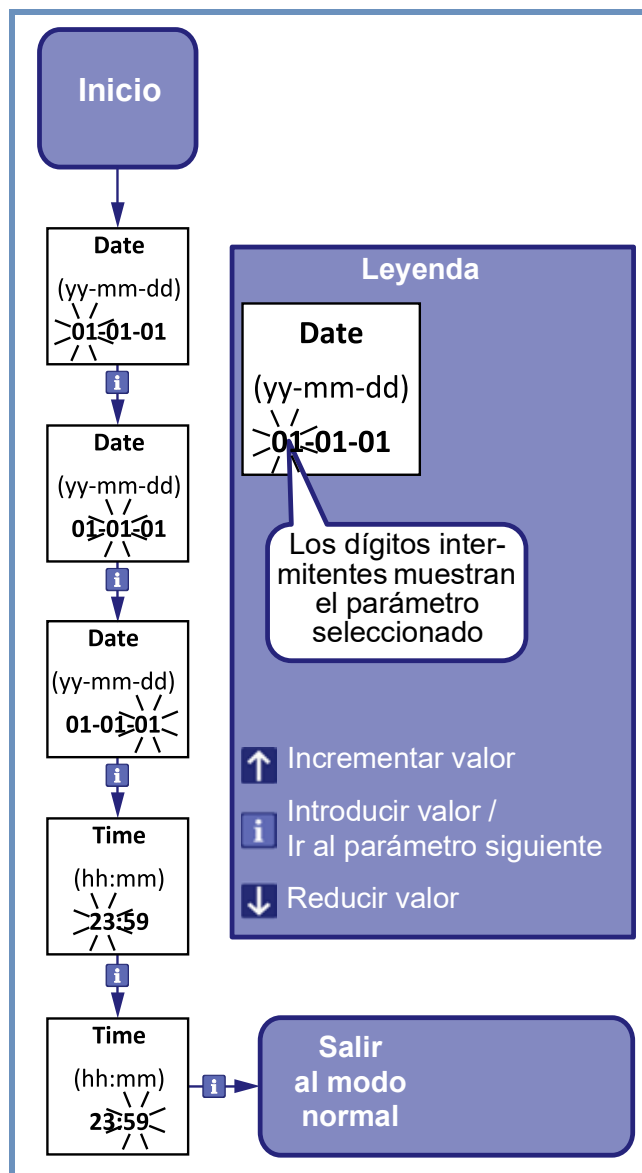 Inicio
Date
(yy-mm-dd)
01-01-01
i
Date
(yy-mm-dd)
01-01-01
i
Date
(yy-mm-dd)
01-01-01
i
Time
(hh:mm)
23:59
i
Time
(hh:mm)
23:59
i
Salir
al modo
normal
Leyenda
Date
(yy-mm-dd)
01-01-01
Los dígitos inter-
mitentes muestran
el parámetro
seleccionado
↑ Incrementar valor
i Introducir valor /
Ir al parámetro siguiente
↓ Reducir valor